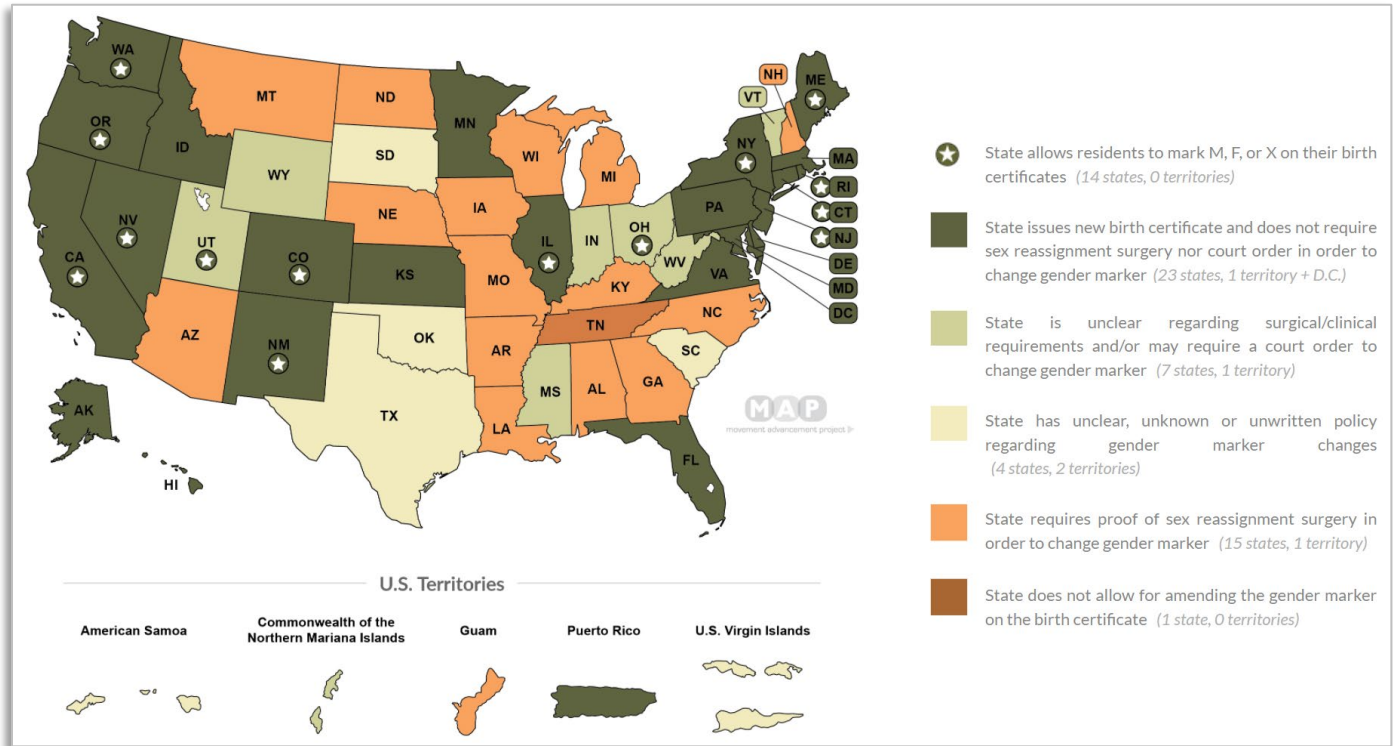 WA
MT
ND
MN
OR
ID
SD
WI
MI
WY
NH
VT
ME
NY
MA
RI
CT
NJ
PA
DE
MD
DC
NV
UT
CA
CO
NE
IA
IL
IN
OH
WV
VA
KS
MO
KY
NC
TN
AZ
NM
OK
AR
SC
MS
AL
GA
TX
LA
FL
AK
HI
MAP
movement advancement project
State allows residents to mark M, F, or X on their birth
certificates (14 states, 0 territories)
State issues new birth certificate and does not require
sex reassignment surgery nor court order in order to
change gender marker (23 states, 1 territory + D.C.)
State is unclear regarding surgical/clinical
requirements and/or may require a court order to
change gender marker (7 states, 1 territory)
State has unclear, unknown or unwritten policy
regarding gender marker changes
(4 states, 2 territories)
State requires proof of sex reassignment surgery in
order to change gender marker (15 states, 1 territory)
State does not allow for amending the gender marker
on the birth certificate (1 state, 0 territories)
U.S. Territories
American Samoa
Commonwealth of the
Northern Mariana Islands
Guam
Puerto Rico
U.S. Virgin Islands